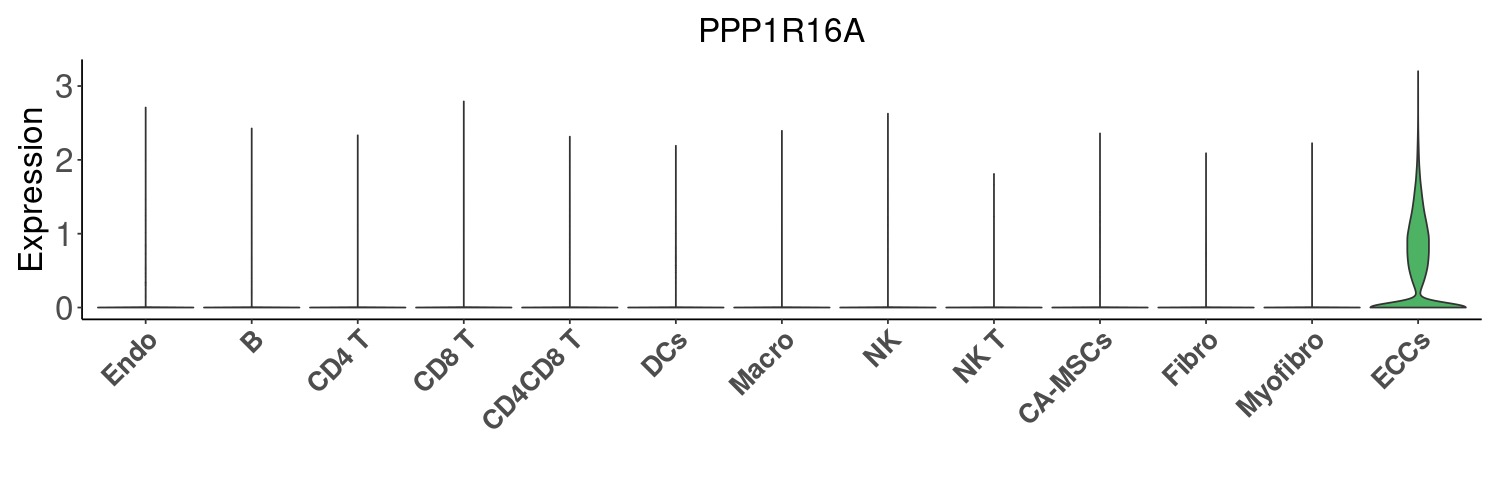 PPP1R16A
Expression
3
2
1
0
Endo
B
CD4 T
CD8 T
CD4CD8 T
DCs
Macro
NK
NK T
CA-MSCs
Fibro
Myofibro
ECCs